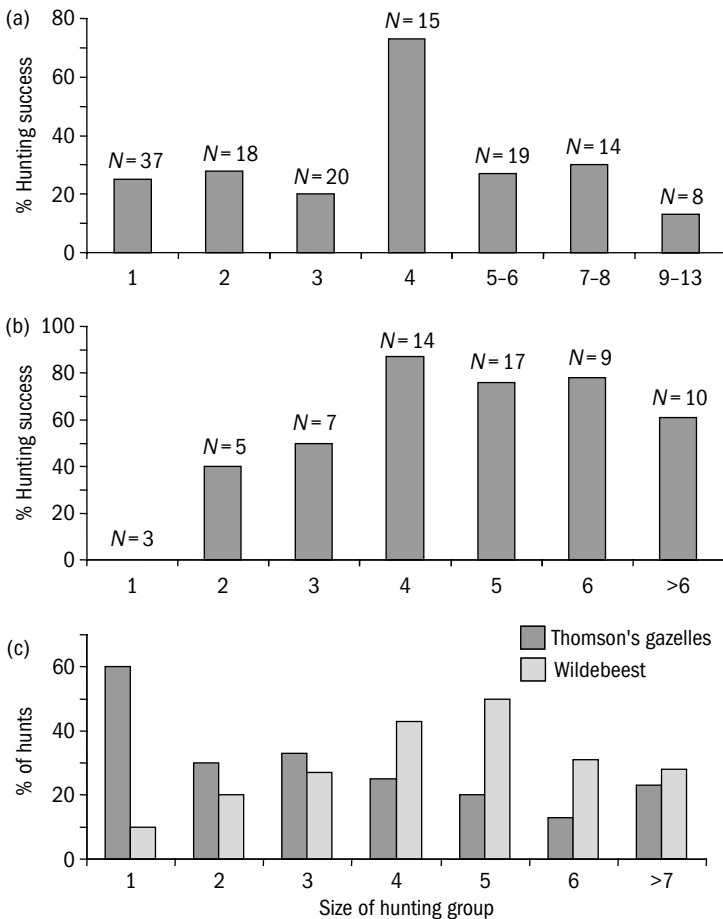 (a)
% Hunting success
80
60
40
20
0
N = 37
N = 18
N = 20
N = 15
N = 19
N = 14
N = 8
1 2 3 4 5–6 7–8 9–13
(b)
% Hunting success
100
80
60
40
20
0
N = 3
N = 5
N = 7
N = 14
N = 17
N = 9
N = 10
1 2 3 4 5 6 >6
(c)
% of hunts
60
40
20
0
Thomson's gazelles
Wildebeest
1 2 3 4 5 6 >7
Size of hunting group